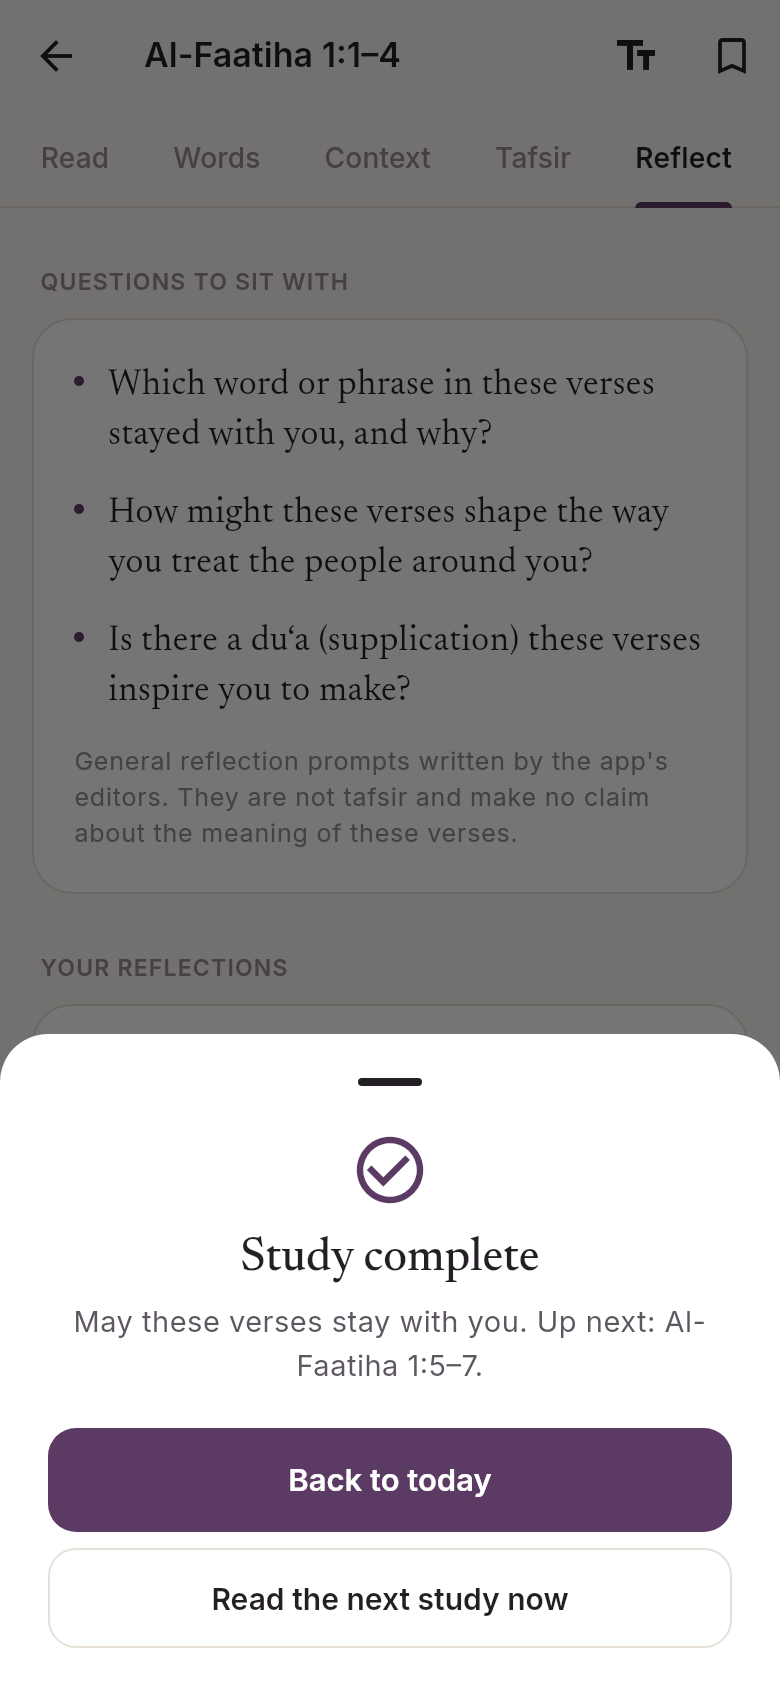 Al-Faatiha 1:1–4
Read Words Context Tafsir Reflect
QUESTIONS TO SIT WITH
• Which word or phrase in these verses
stayed with you, and why?
• How might these verses shape the way
you treat the people around you?
• Is there a du‘a (supplication) these verses
inspire you to make?
General reflection prompts written by the app's
editors. They are not tafsir and make no claim
about the meaning of these verses.
YOUR REFLECTIONS
Study complete
May these verses stay with you. Up next: Al-
Faatiha 1:5–7.
Back to today
Read the next study now